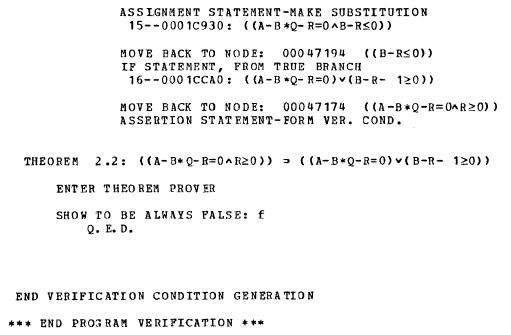 ASSIGNMENT STATEMENT-MAKE SUBSTITUTION
15--0001C930: ((A-B*Q-R=0∧B-R≤0))
MOVE BACK TO NODE: 00047194 ((B-R≤0))
IF STATEMENT, FROM TRUE BRANCH
16--0001CCA0: ((A-B*Q-R=0)∨(B-R- 1≥0))
MOVE BACK TO NODE: 00047174 ((A-B*Q-R=0∧R≥0))
ASSERTION STATEMENT-FORM VER. COND.
THEOREM 2.2: ((A-B*Q-R=0∧R≥0)) ⊃ ((A-B*Q-R=0)∨(B-R- 1≥0))
ENTER THEOREM PROVER
SHOW TO BE ALWAYS FALSE: f
Q.E.D.
END VERIFICATION CONDITION GENERATION
*** END PROGRAM VERIFICATION ***